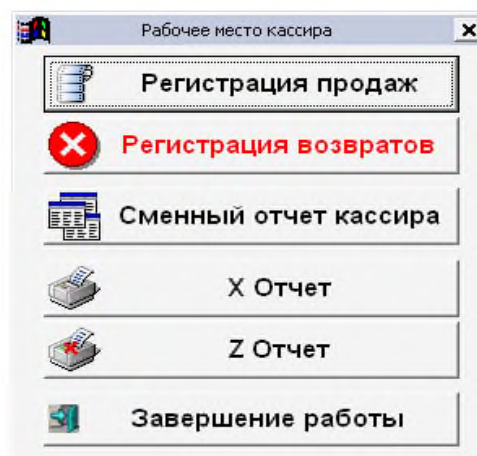 Рабочее место кассира
Регистрация продаж
Регистрация возвратов
Сменный отчет кассира
X Отчет
Z Отчет
Завершение работы